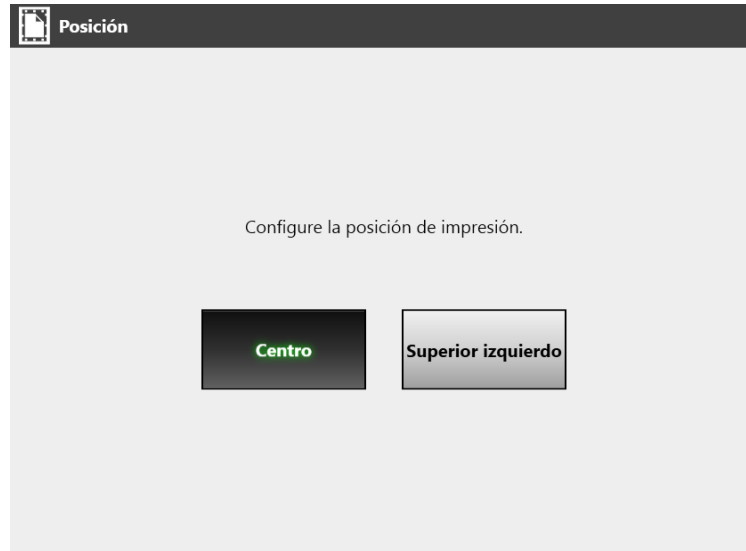 Posición
Configure la posición de impresión.
Centro
Superior izquierdo